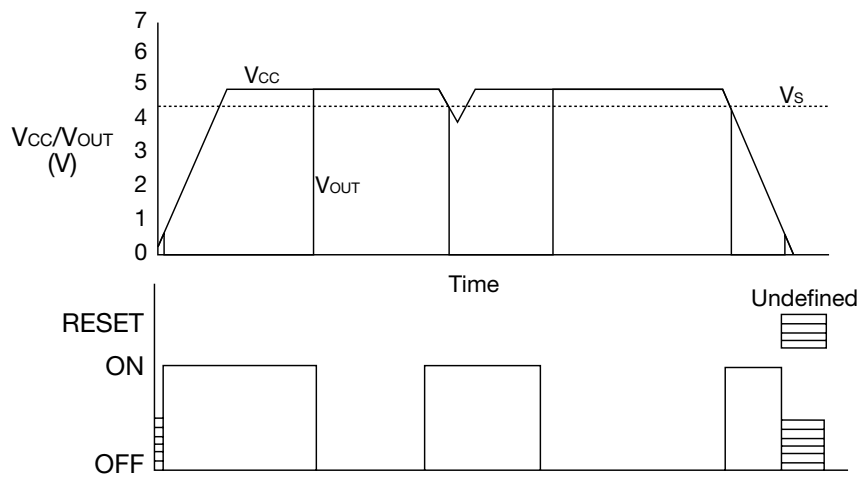 7
6
VCC
5
VS
4
VCC/VOUT
(V)
3
2
VOUT
1
0
Time
Undefined
RESET
ON
OFF